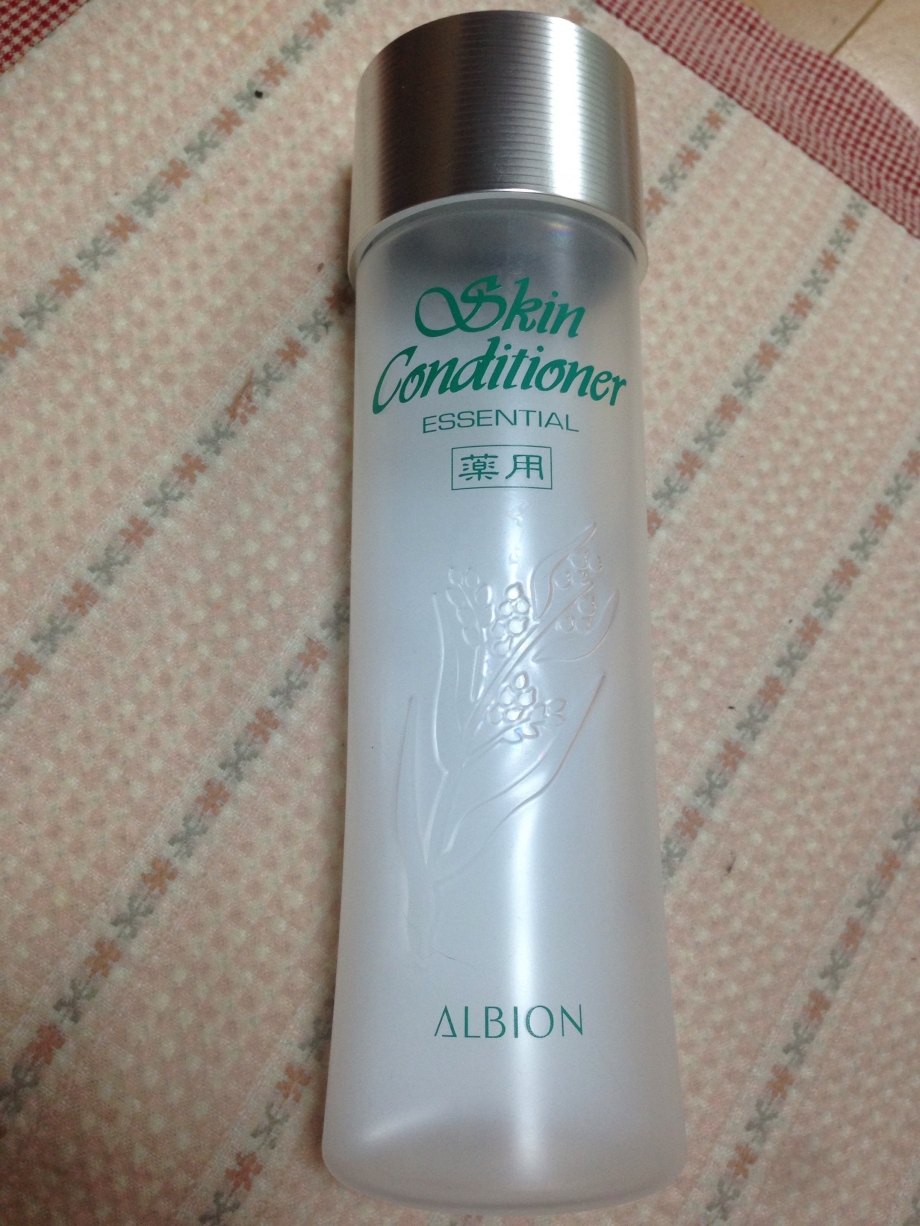 Skin
Conditioner
ESSENTIAL
薬用
ALBION